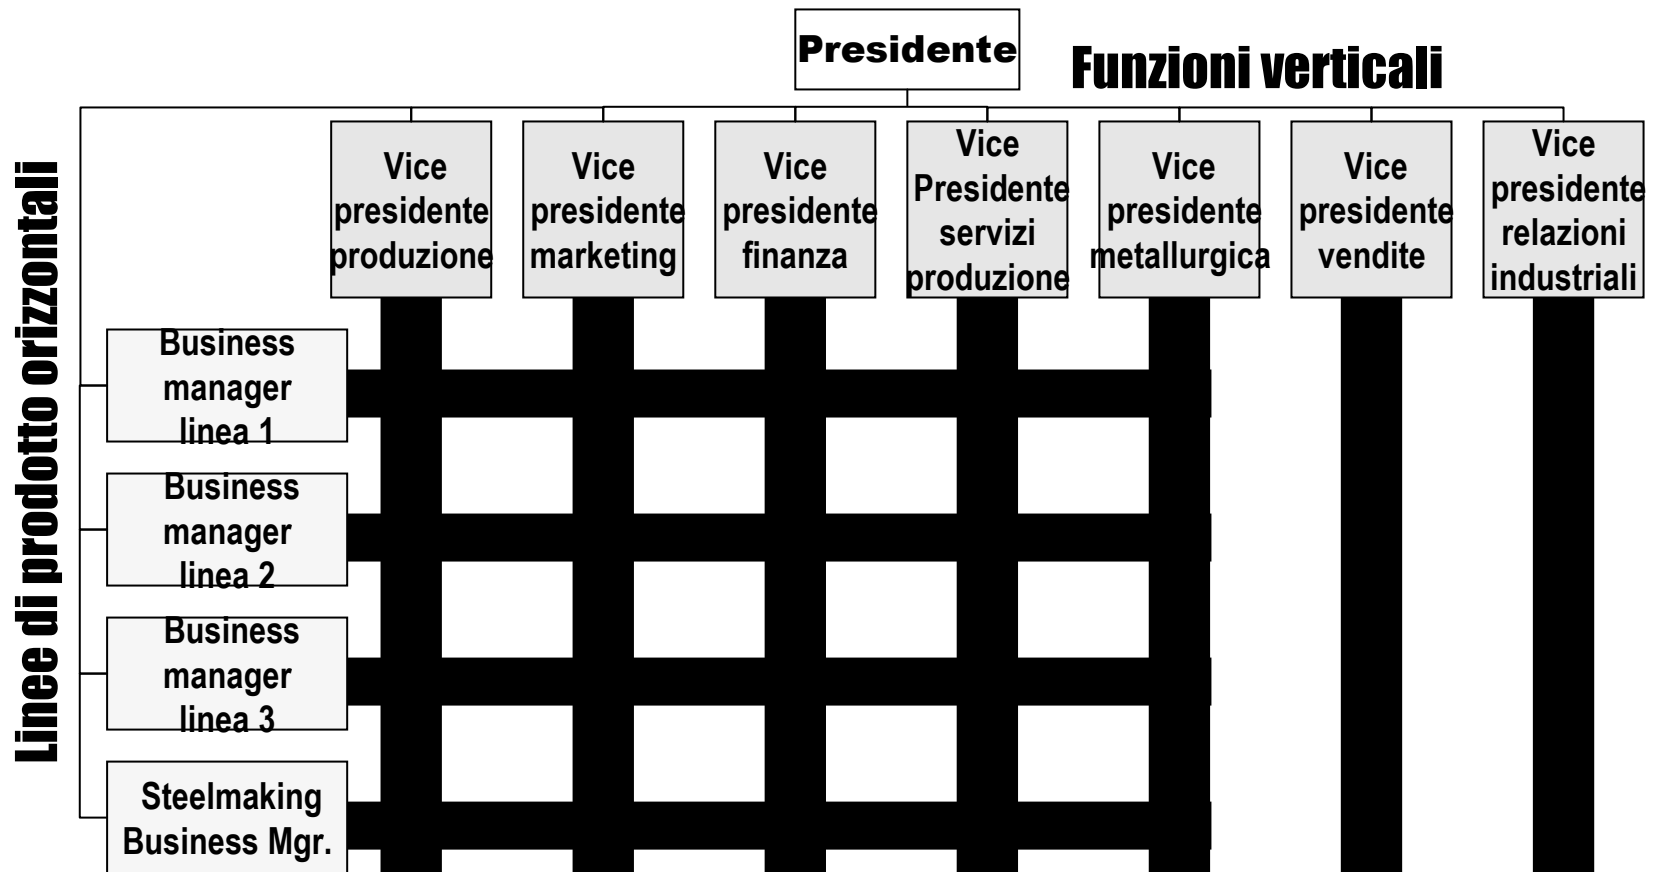 Presidente
Funzioni verticali
Linee di prodotto orizzontali
Vice
presidente
produzione
Vice
presidente
marketing
Vice
presidente
finanza
Vice
Presidente
servizi
produzione
Vice
presidente
metallurgica
Vice
presidente
vendite
Vice
presidente
relazioni
industriali
Business
manager
linea 1
Business
manager
linea 2
Business
manager
linea 3
Steelmaking
Business Mgr.